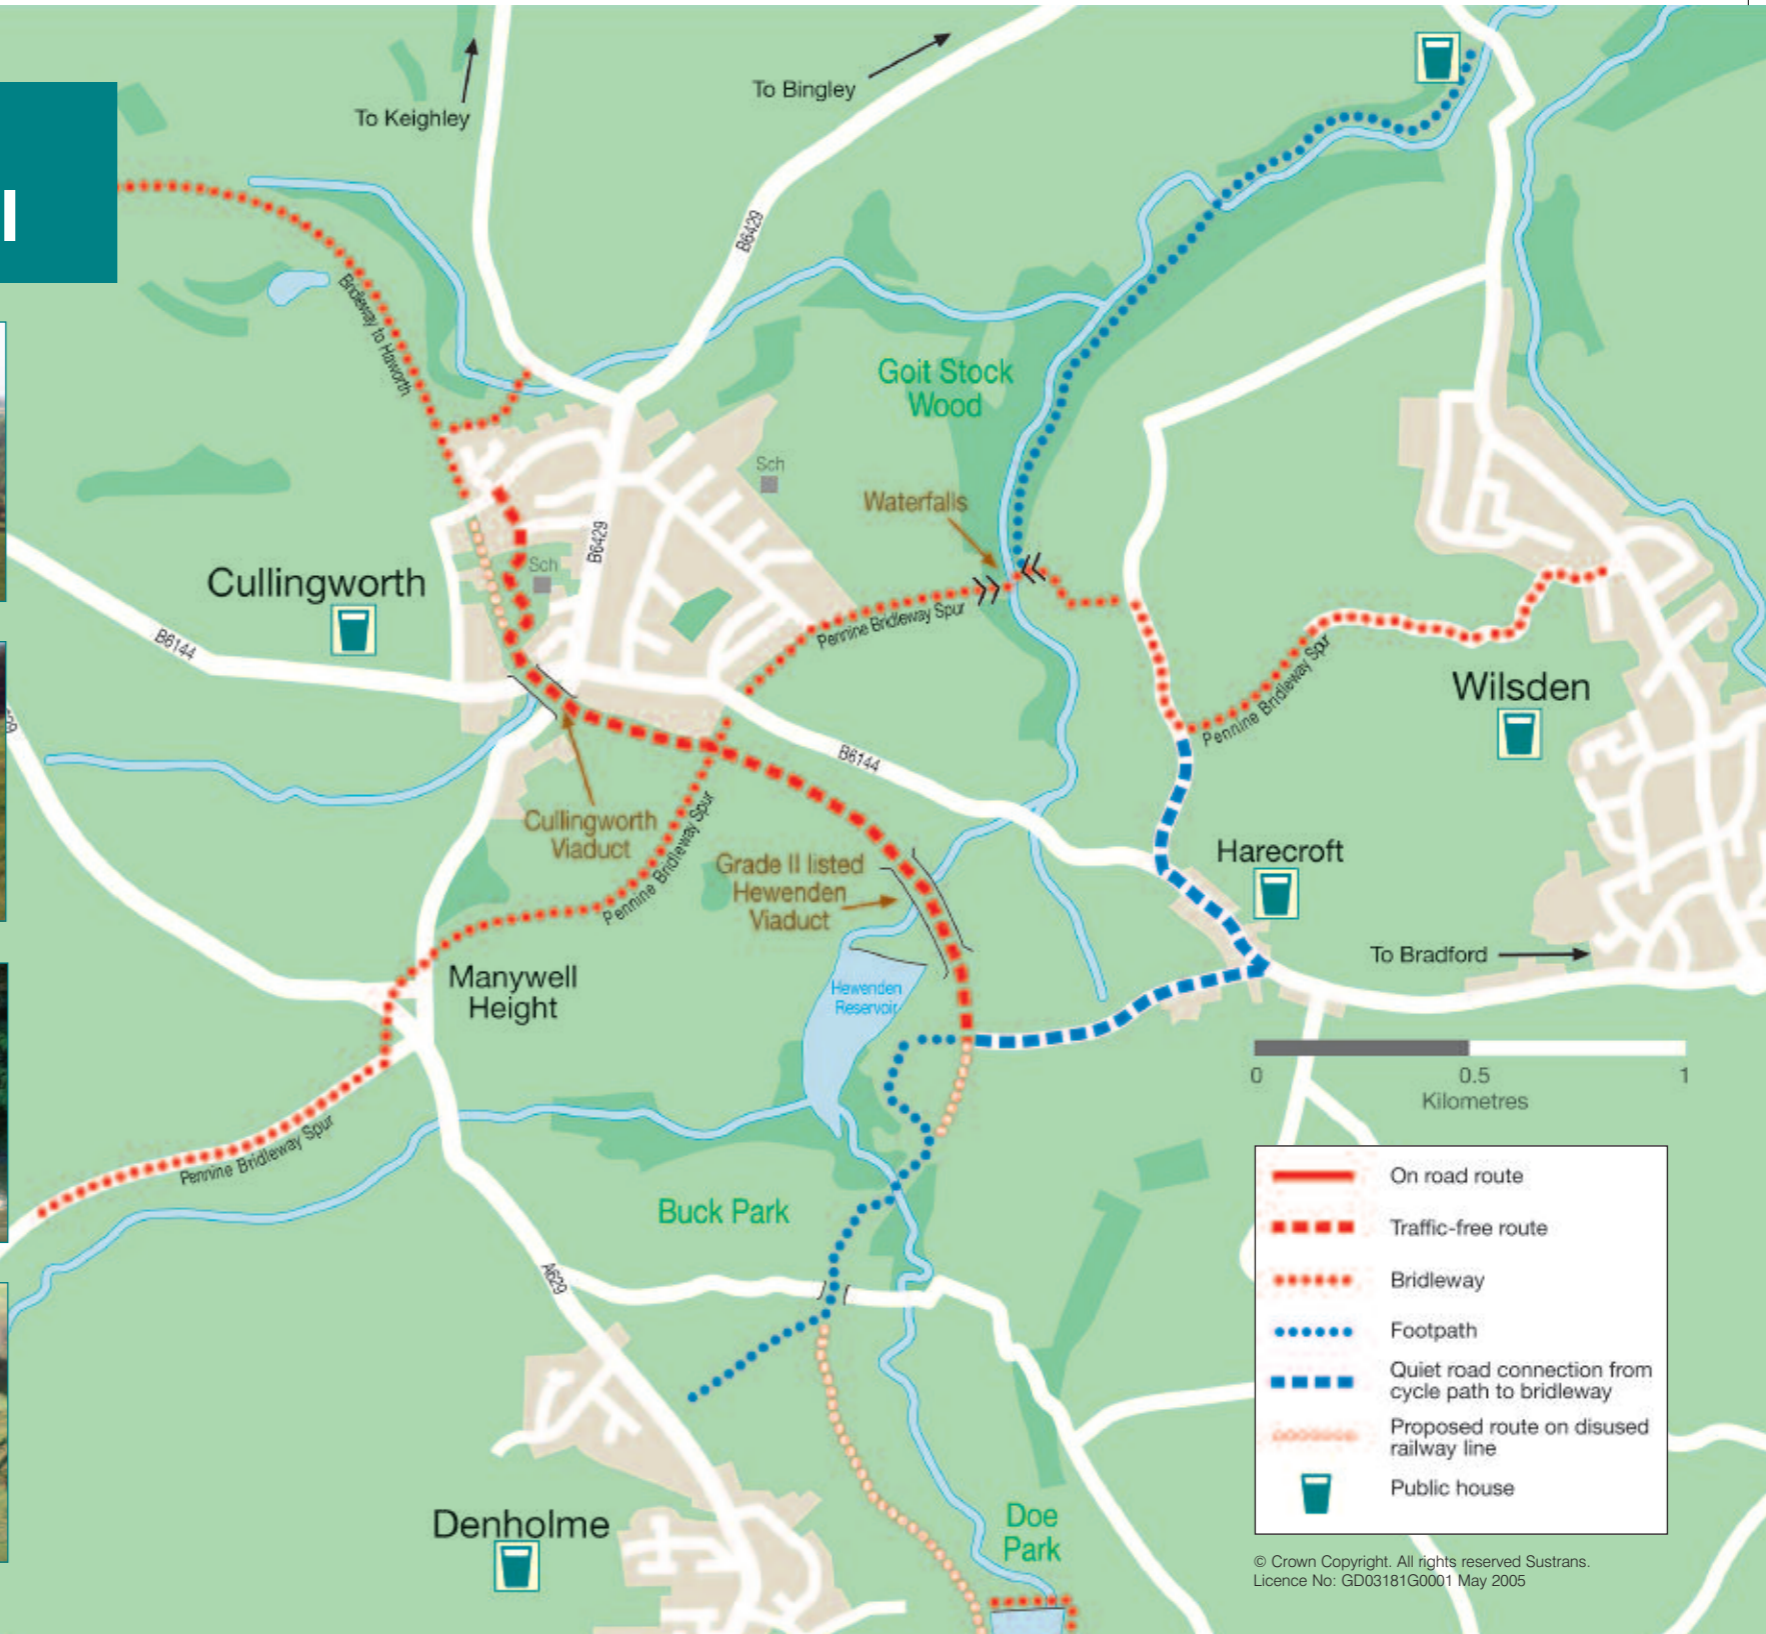 l
To Keighley
To Bingley
B6429
Bridleway to Haworth
Goit Stock
Wood
Sch
Waterfalls
B6429
Sch
Cullingworth
Pennine Bridleway Spur
B6144
Pennine Bridleway Spur
Wilsden
B6144
Cullingworth
Viaduct
Pennine Bridleway Spur
Grade II listed
Hewenden
Viaduct
Harecroft
To Bradford
Manywell
Height
Hewenden
Reservoir
0
0.5
1
Kilometres
Pennine Bridleway Spur
Buck Park
A629
Denholme
Doe
Park
On road route
Traffic-free route
Bridleway
Footpath
Quiet road connection from
cycle path to bridleway
Proposed route on disused
railway line
Public house
© Crown Copyright. All rights reserved Sustrans.
Licence No: GD03181G0001 May 2005